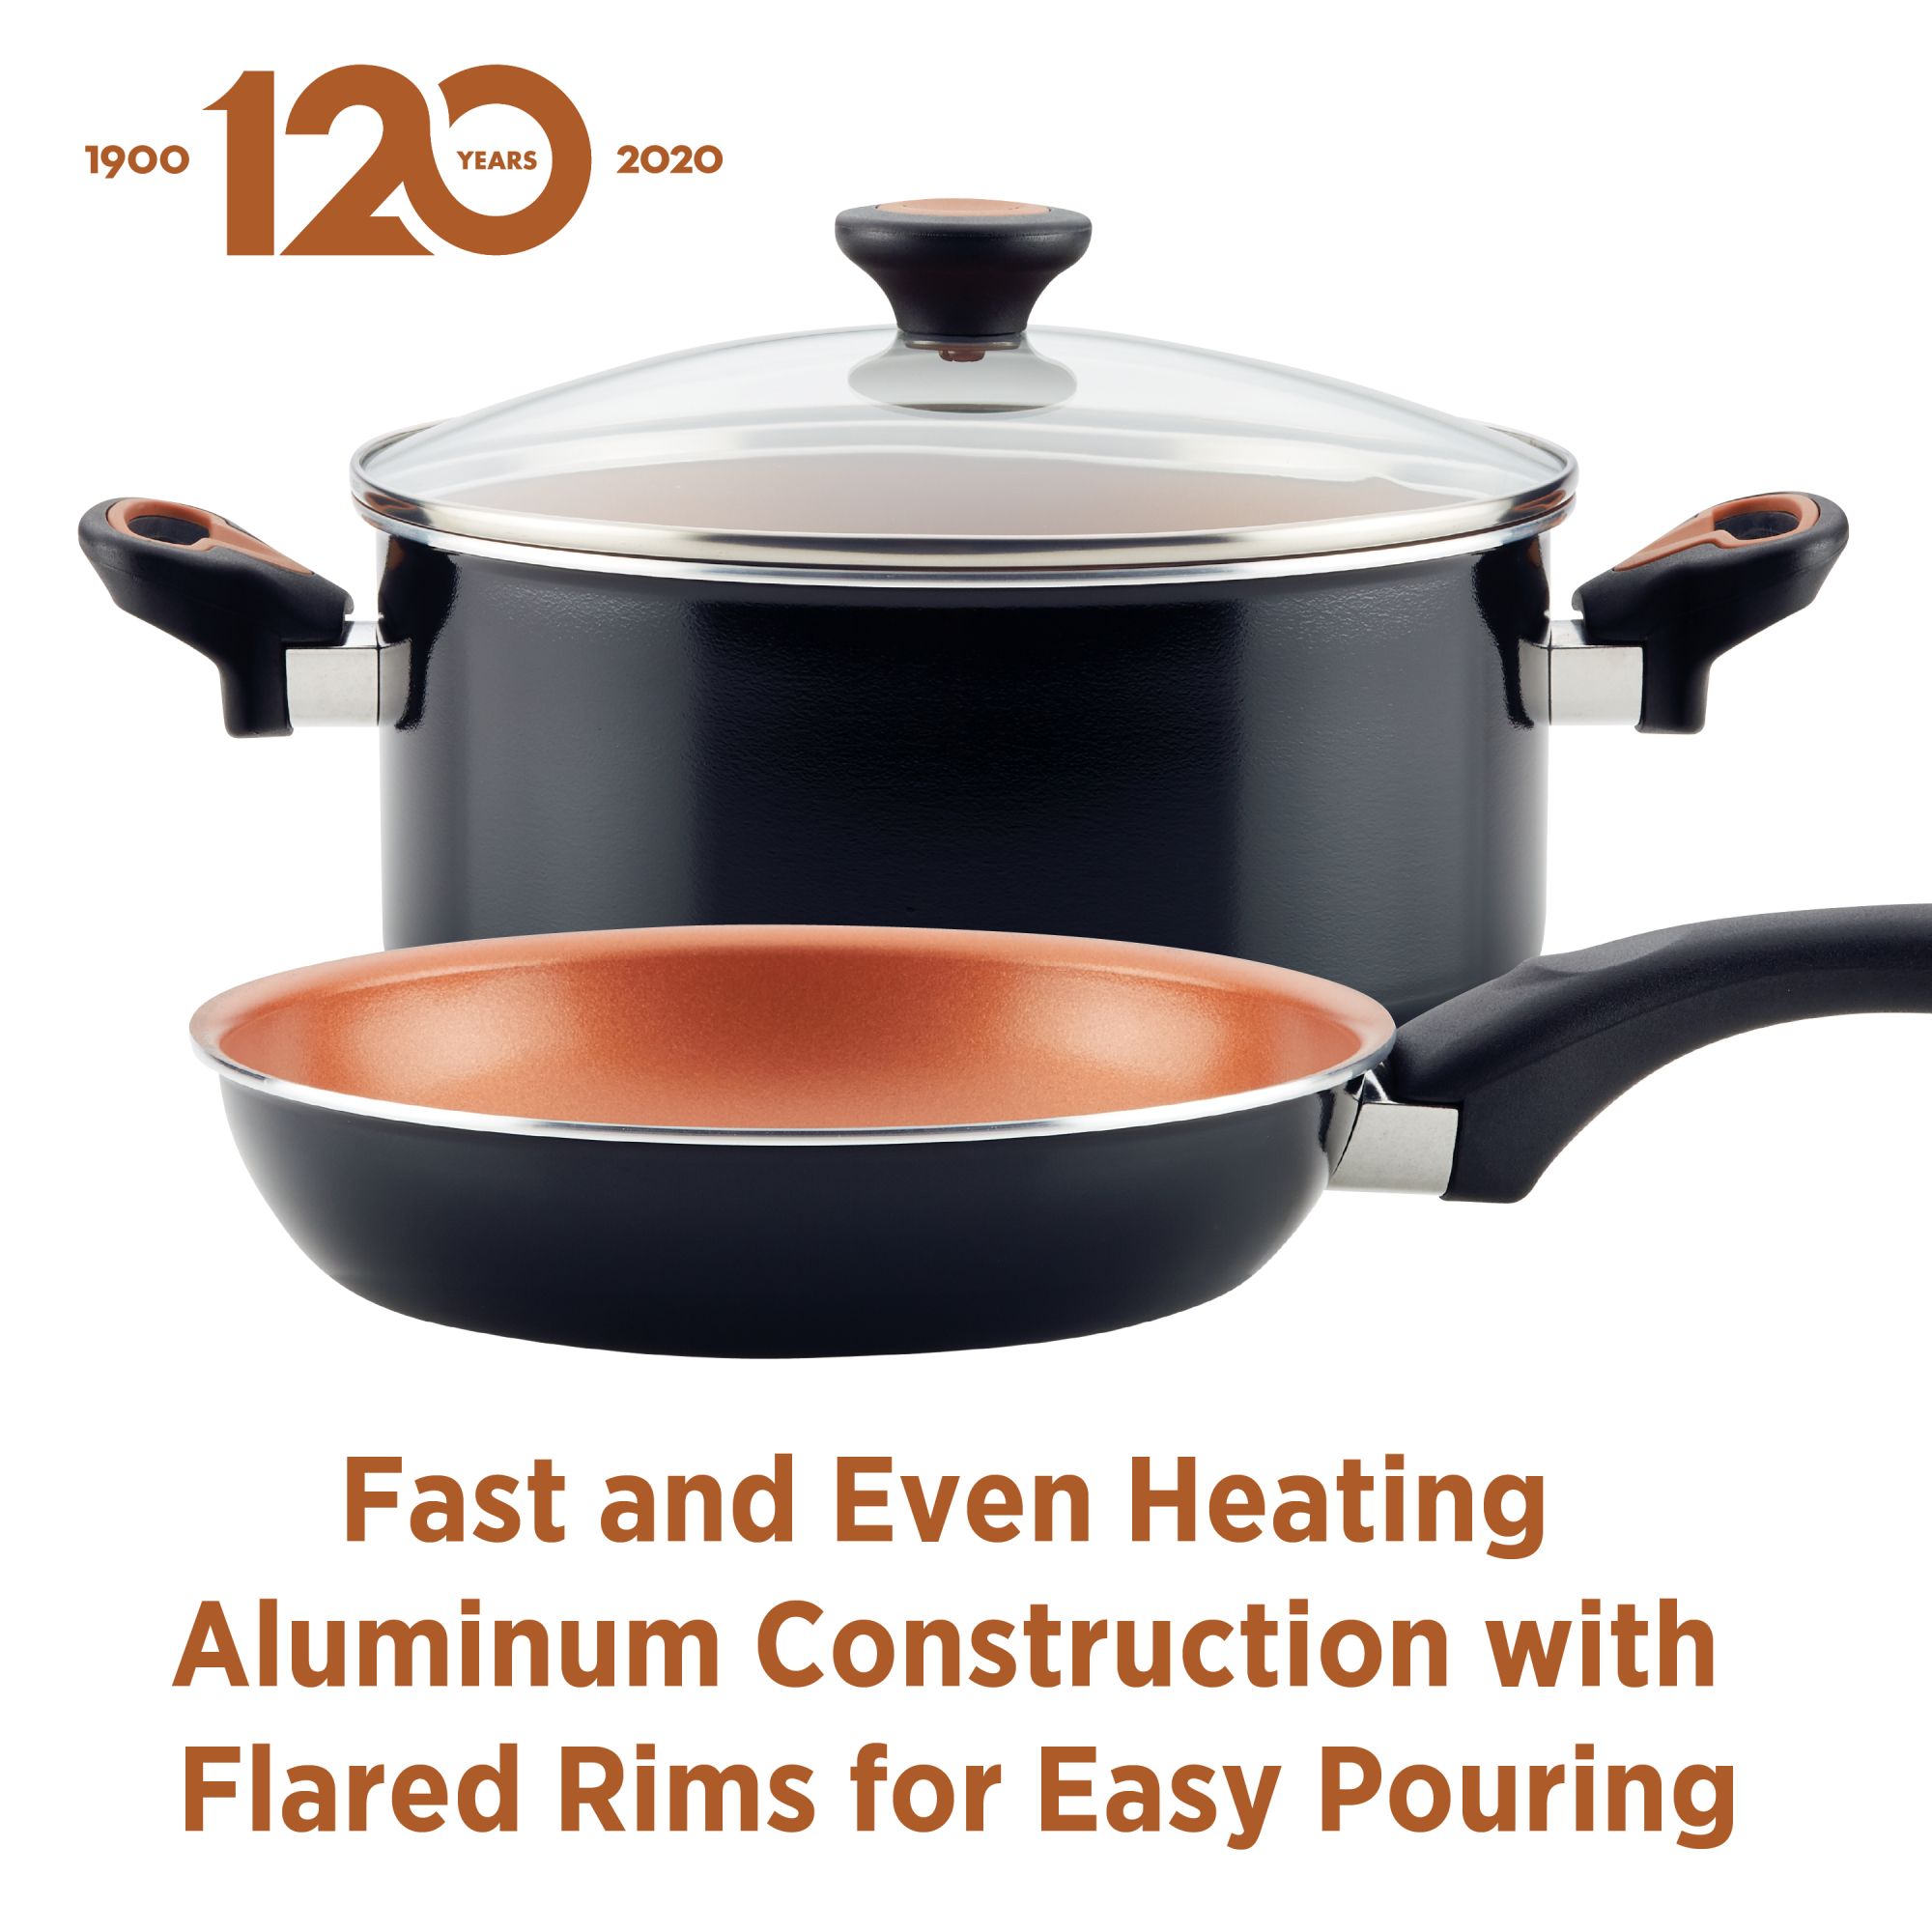 1900 120 YEARS 2020
Fast and Even Heating
Aluminum Construction with
Flared Rims for Easy Pouring